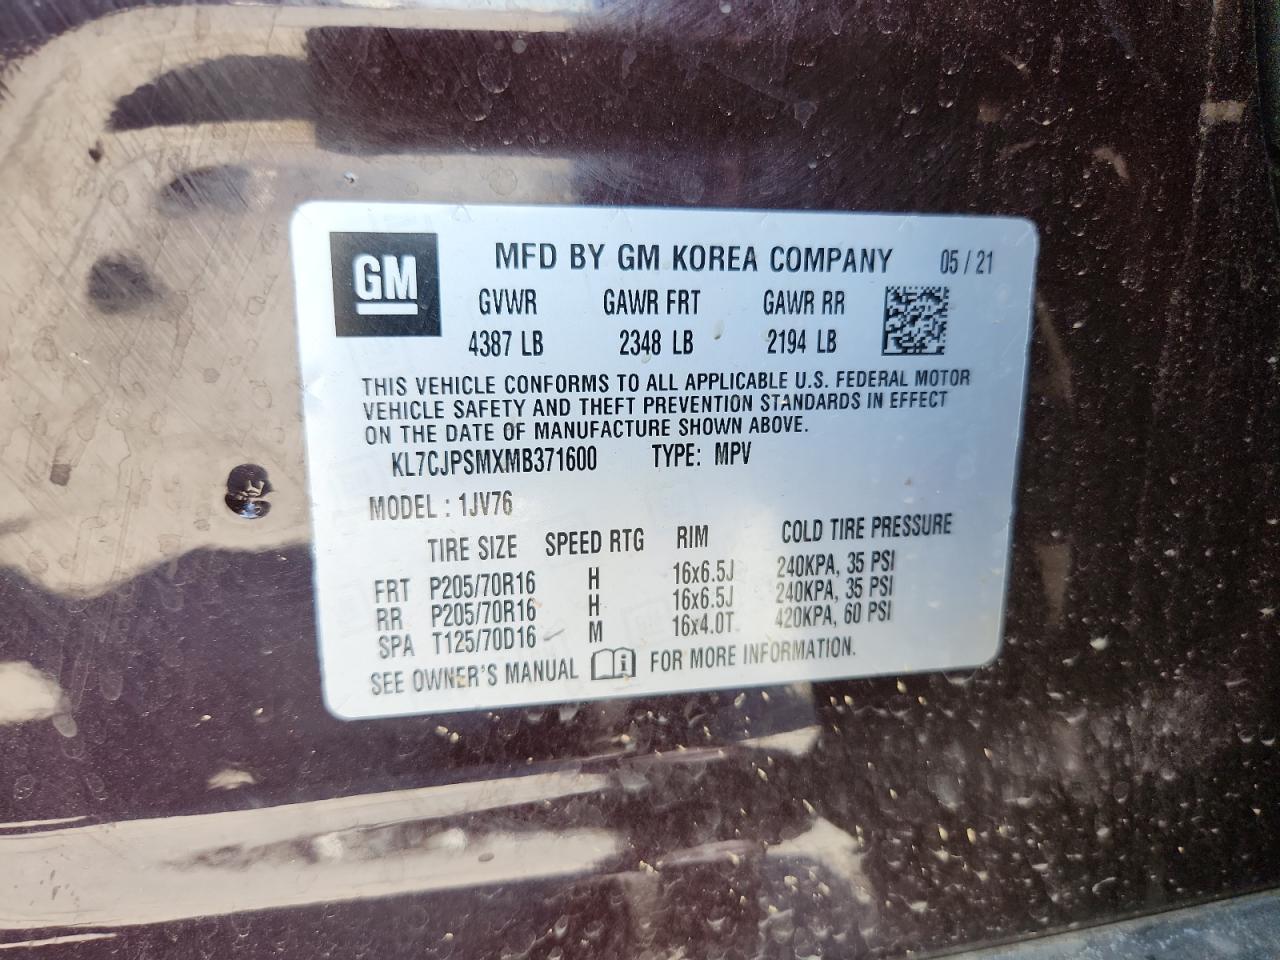 GM
MFD BY GM KOREA COMPANY 05 / 21
GVWR GAWR FRT GAWR RR
4387 LB 2348 LB 2194 LB
THIS VEHICLE CONFORMS TO ALL APPLICABLE U.S. FEDERAL MOTOR
VEHICLE SAFETY AND THEFT PREVENTION STANDARDS IN EFFECT
ON THE DATE OF MANUFACTURE SHOWN ABOVE.
KL7CJPSMXMB371600 TYPE: MPV
MODEL : 1JV76
TIRE SIZE SPEED RTG RIM COLD TIRE PRESSURE
FRT P205/70R16 H 16x6.5J 240KPA, 35 PSI
RR P205/70R16 H 16x6.5J 240KPA, 35 PSI
SPA T125/70D16 M 16x4.0T 420KPA, 60 PSI
SEE OWNER'S MANUAL i FOR MORE INFORMATION.